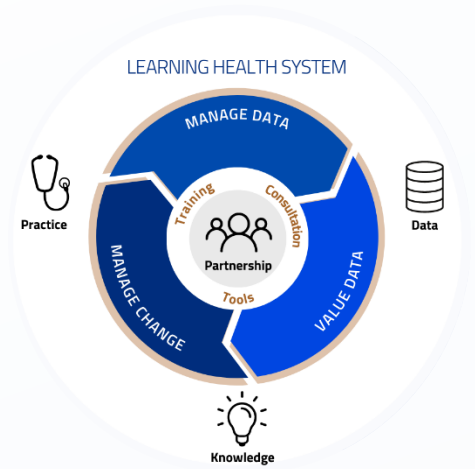 LEARNING HEALTH SYSTEM
MANAGE DATA
Training
Consultation
Practice
Data
Partnership
Tools
MANAGE CHANGE
VALUE DATA
Knowledge